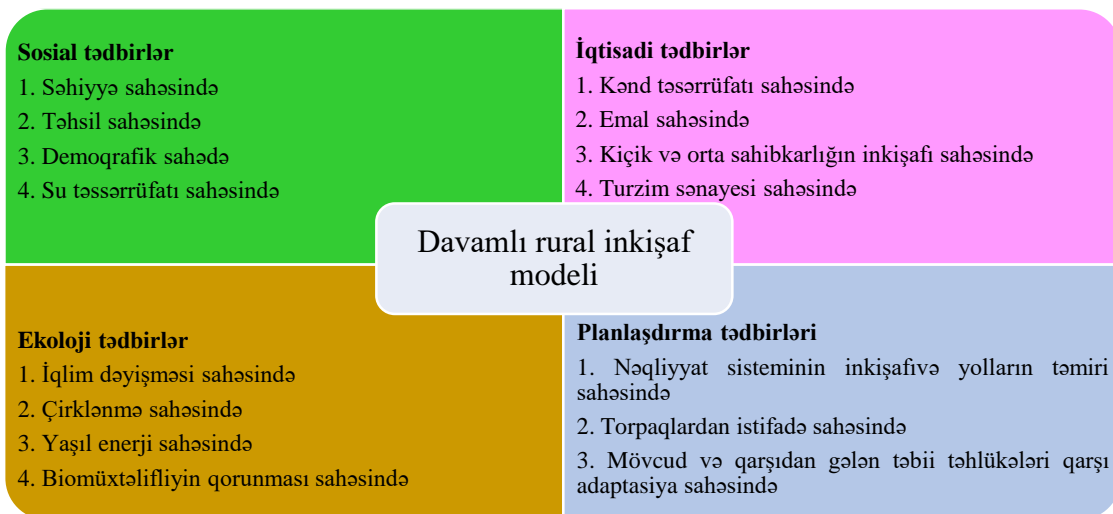 Sosial tədbirlər
1. Səhiyyə sahəsində
2. Təhsil sahəsində
3. Demoqrafik sahədə
4. Su təssərrüfatı sahəsində
İqtisadi tədbirlər
1. Kənd təsərrüfatı sahəsində
2. Emal sahəsində
3. Kiçik və orta sahibkarlığın inkişafı sahəsində
4. Turzim sənayesi sahəsində
Davamlı rural inkişaf
modeli
Ekoloji tədbirlər
1. İqlim dəyişməsi sahəsində
2. Çirklənmə sahəsində
3. Yaşıl enerji sahəsində
4. Biomüxtəlifliyin qorunması sahəsində
Planlaşdırma tədbirləri
1. Nəqliyyat sisteminin inkişafıvə yolların təmiri
sahəsində
2. Torpaqlardan istifadə sahəsində
3. Mövcud və qarşıdan gələn təbii təhlükələri qarşı
adaptasiya sahəsində